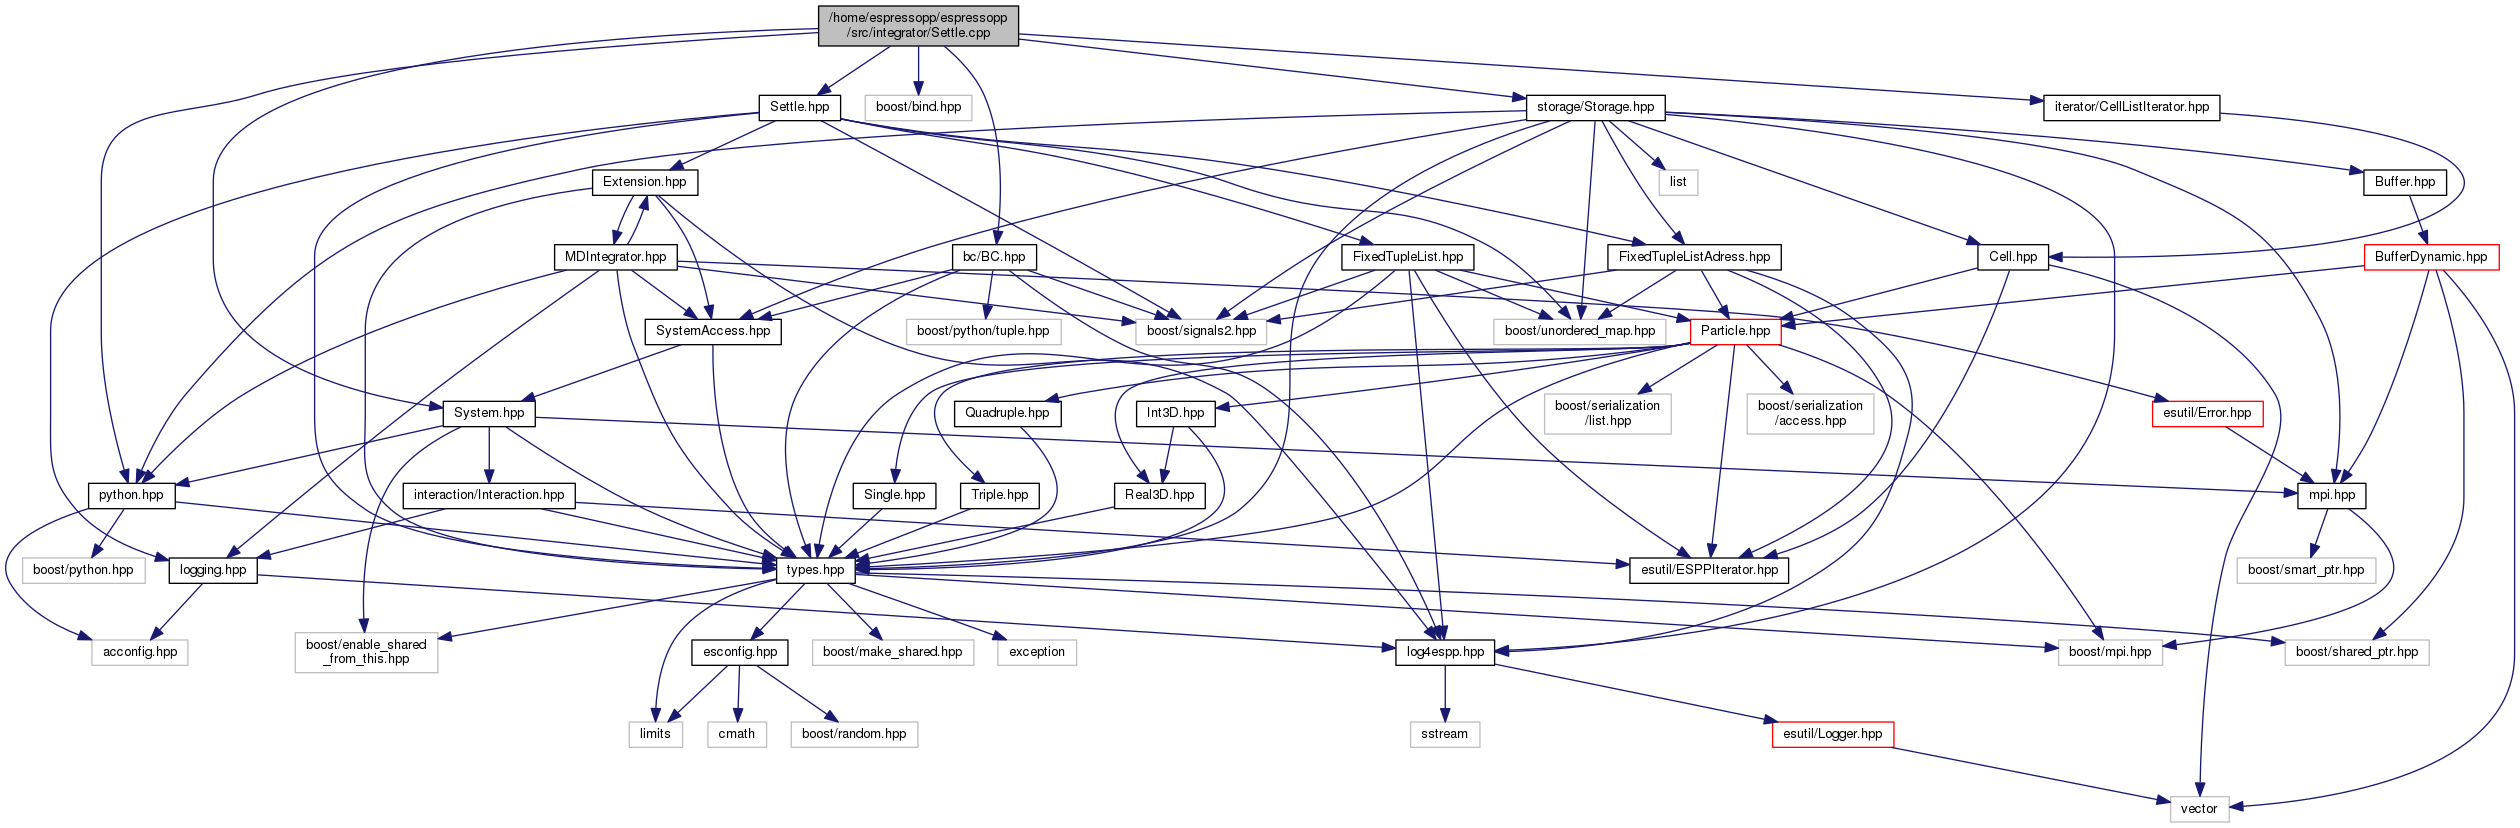 /home/espressopp/espressopp
/src/integrator/Settle.cpp
Settle.hpp
boost/bind.hpp
storage/Storage.hpp
iterator/CellListIterator.hpp
Extension.hpp
list
Buffer.hpp
MDIntegrator.hpp
bc/BC.hpp
FixedTupleList.hpp
FixedTupleListAdress.hpp
Cell.hpp
BufferDynamic.hpp
SystemAccess.hpp
boost/python/tuple.hpp
boost/signals2.hpp
boost/unordered_map.hpp
Particle.hpp
System.hpp
Quadruple.hpp
Int3D.hpp
boost/serialization
/list.hpp
boost/serialization
/access.hpp
esutil/Error.hpp
python.hpp
interaction/Interaction.hpp
Single.hpp
Triple.hpp
Real3D.hpp
mpi.hpp
boost/python.hpp
logging.hpp
types.hpp
esutil/ESPPIterator.hpp
boost/smart_ptr.hpp
acconfig.hpp
boost/enable_shared
_from_this.hpp
esconfig.hpp
boost/make_shared.hpp
exception
log4espp.hpp
boost/mpi.hpp
boost/shared_ptr.hpp
limits
cmath
boost/random.hpp
sstream
esutil/Logger.hpp
vector